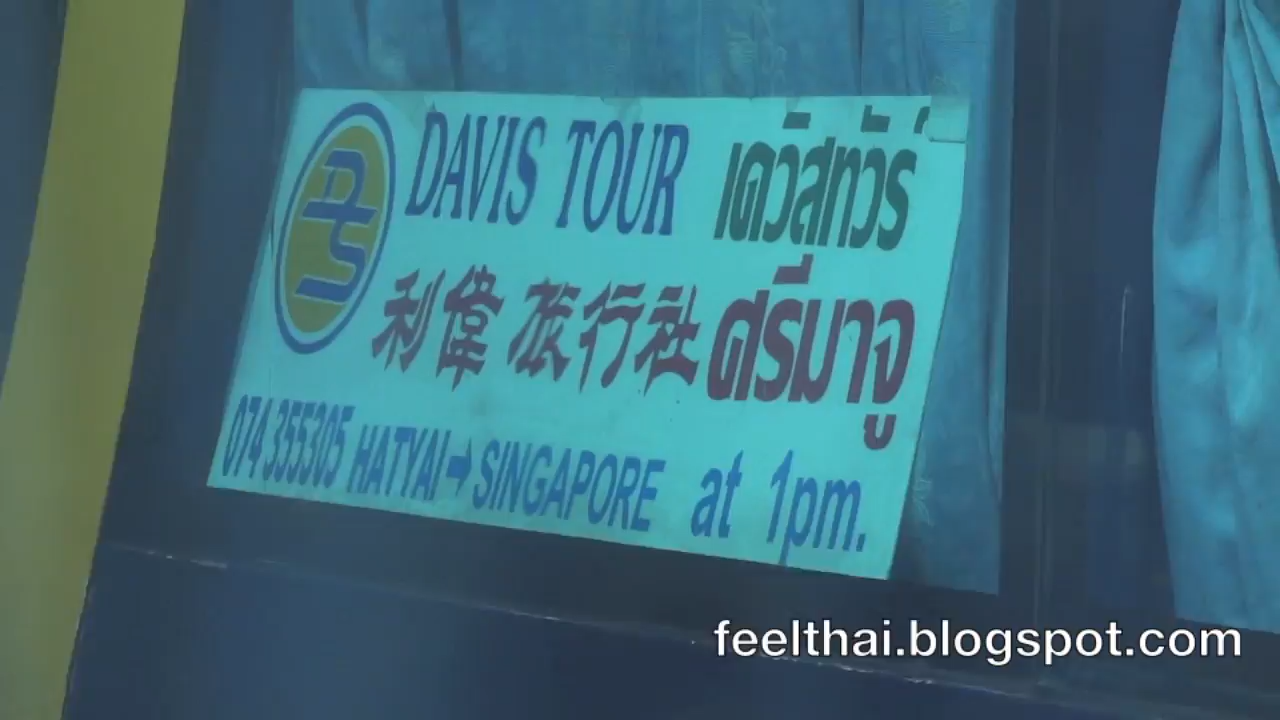 DTS DAVIS TOUR เดวิสทัวร์
利偉 旅行社 ศรีมาจู
074 355305 HATYAI → SINGAPORE at 1pm.
feelthai.blogspot.com